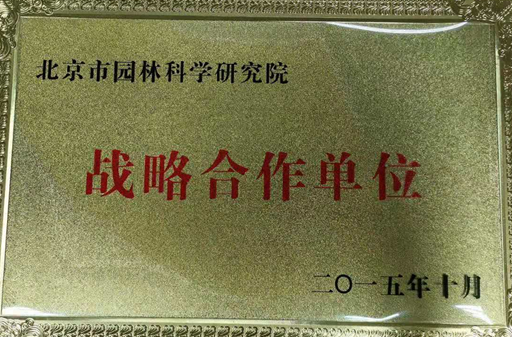 北京市园林科学研究院
战略合作单位
二〇一五年十月